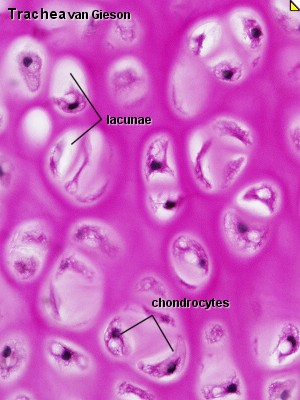 Trachea van Gieson
lacunae
chondrocytes